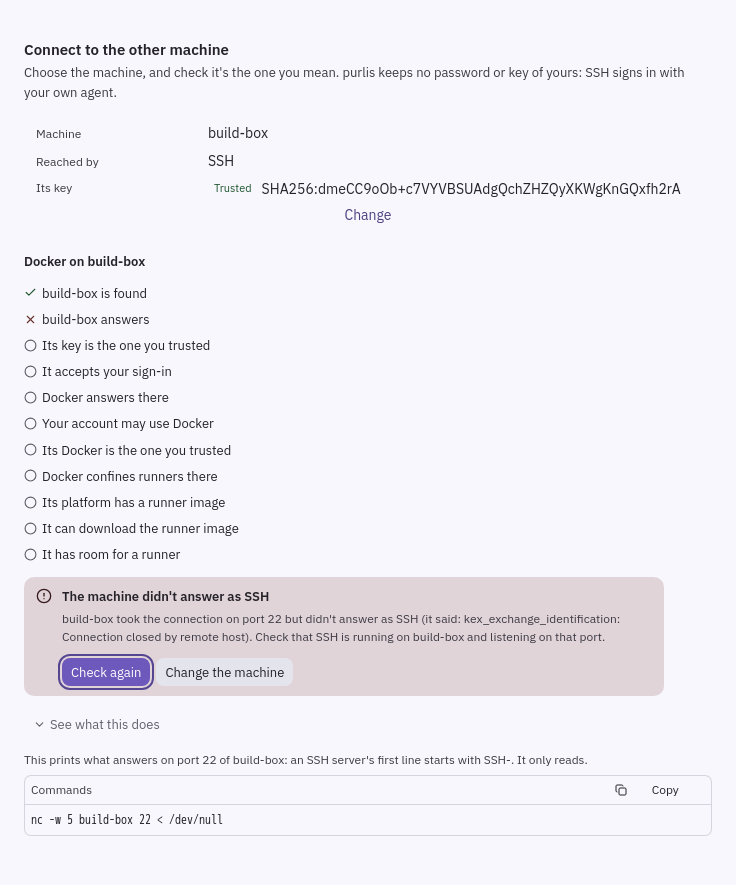 Connect to the other machine
Choose the machine, and check it's the one you mean. purlis keeps no password or key of yours: SSH signs in with
your own agent.
Machine build-box
Reached by SSH
Its key Trusted SHA256:dmeCC9oOb+c7VYVBSUAdgQchZHZQyXKWgKnGQxfh2rA
Change
Docker on build-box
build-box is found
build-box answers
Its key is the one you trusted
It accepts your sign-in
Docker answers there
Your account may use Docker
Its Docker is the one you trusted
Docker confines runners there
Its platform has a runner image
It can download the runner image
It has room for a runner
The machine didn't answer as SSH
build-box took the connection on port 22 but didn't answer as SSH (it said: kex_exchange_identification:
Connection closed by remote host). Check that SSH is running on build-box and listening on that port.
Check again Change the machine
See what this does
This prints what answers on port 22 of build-box: an SSH server's first line starts with SSH-. It only reads.
Commands Copy
nc -w 5 build-box 22 < /dev/null